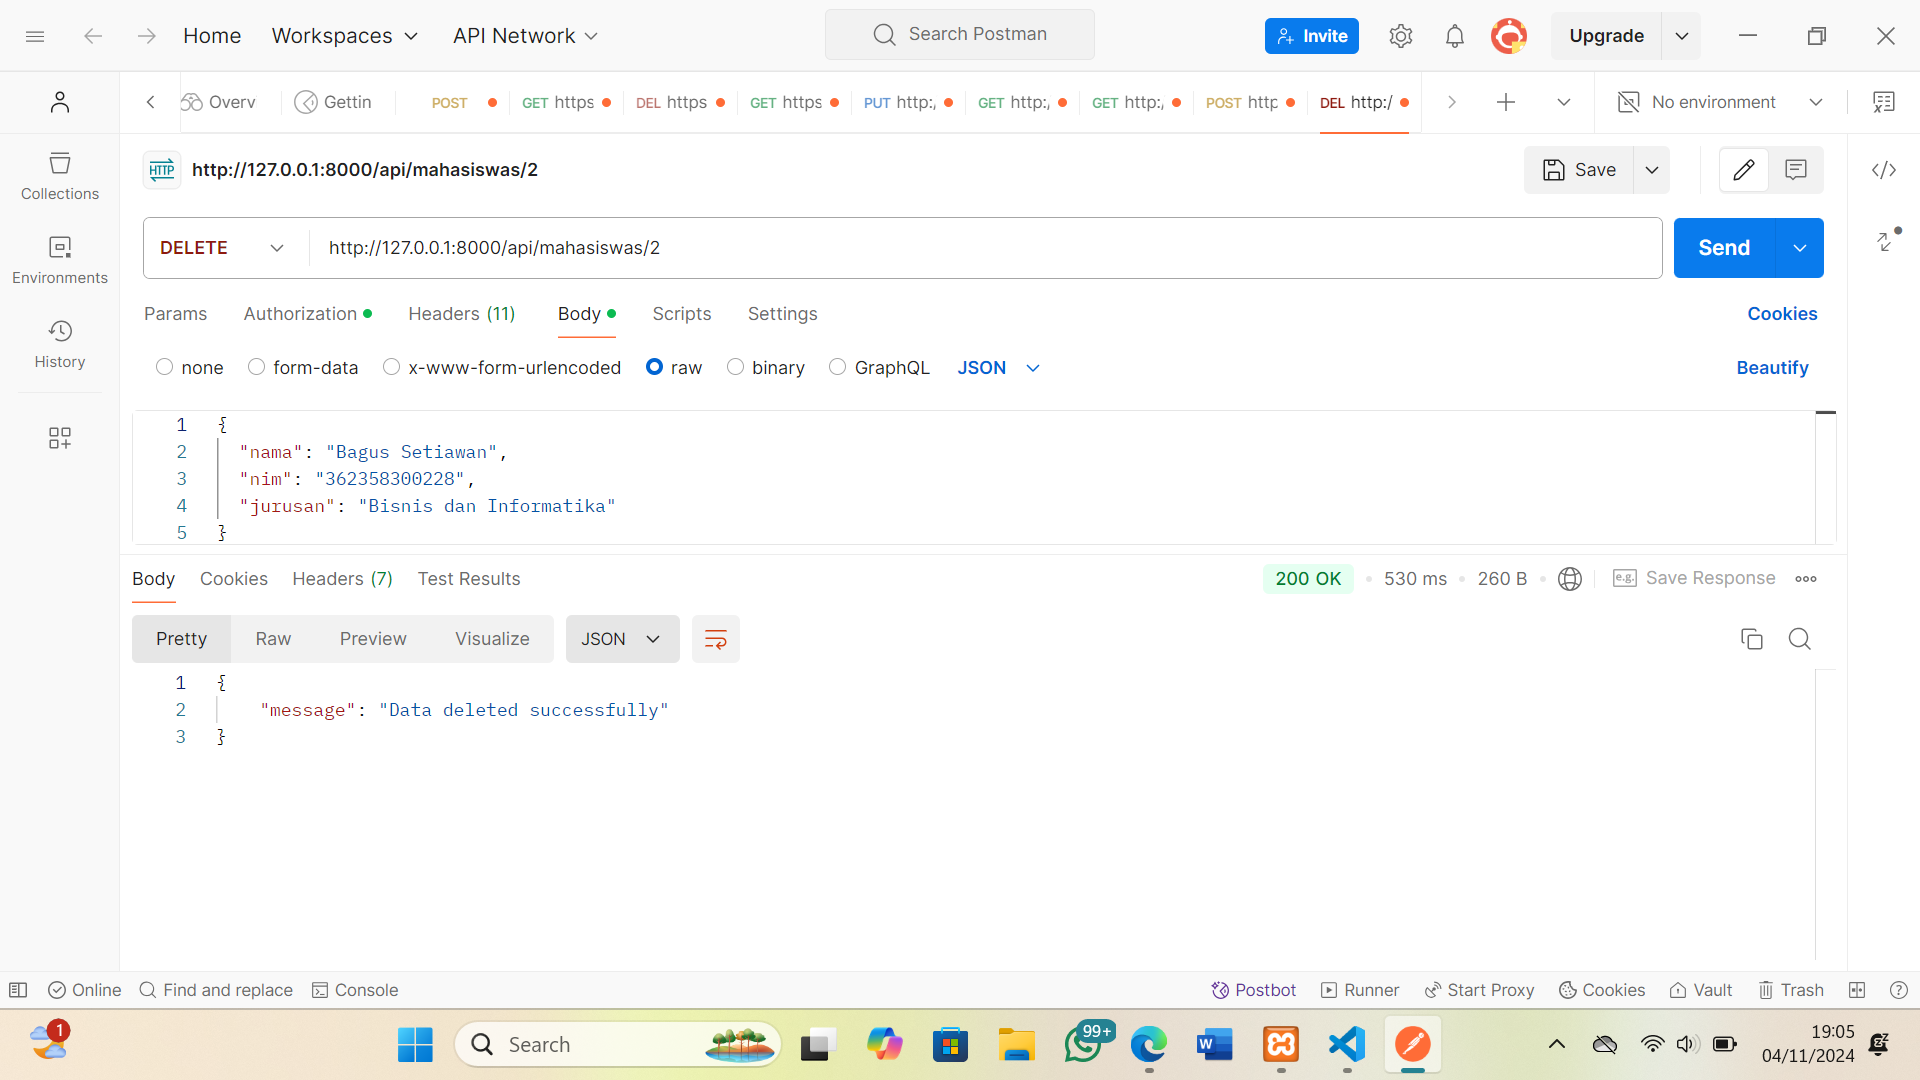 Home Workspaces API Network Search Postman Invite Upgrade
Overv Gettin POST GET https DEL https GET https PUT http:/ GET http:/ GET http:/ POST http DEL http:/ No environment
HTTP http://127.0.0.1:8000/api/mahasiswas/2 Save
Collections
DELETE http://127.0.0.1:8000/api/mahasiswas/2 Send
Environments
Params Authorization Headers (11) Body Scripts Settings Cookies
History
none form-data x-www-form-urlencoded raw binary GraphQL JSON Beautify
1 {
2 "nama": "Bagus Setiawan",
3 "nim": "362358300228",
4 "jurusan": "Bisnis dan Informatika"
5 }
Body Cookies Headers (7) Test Results 200 OK 530 ms 260 B e.g. Save Response
Pretty Raw Preview Visualize JSON
1 {
2 "message": "Data deleted successfully"
3 }
Online Find and replace Console Postbot Runner Start Proxy Cookies Vault Trash
1 Search 99+ W 19:05
04/11/2024